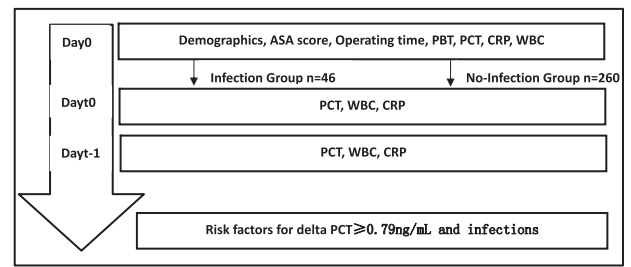 Day0
Demographics, ASA score, Operating time, PBT, PCT, CRP, WBC
Infection Group n=46
No-Infection Group n=260
Dayt0
PCT, WBC, CRP
Dayt-1
PCT, WBC, CRP
Risk factors for delta PCT≥0.79ng/mL and infections